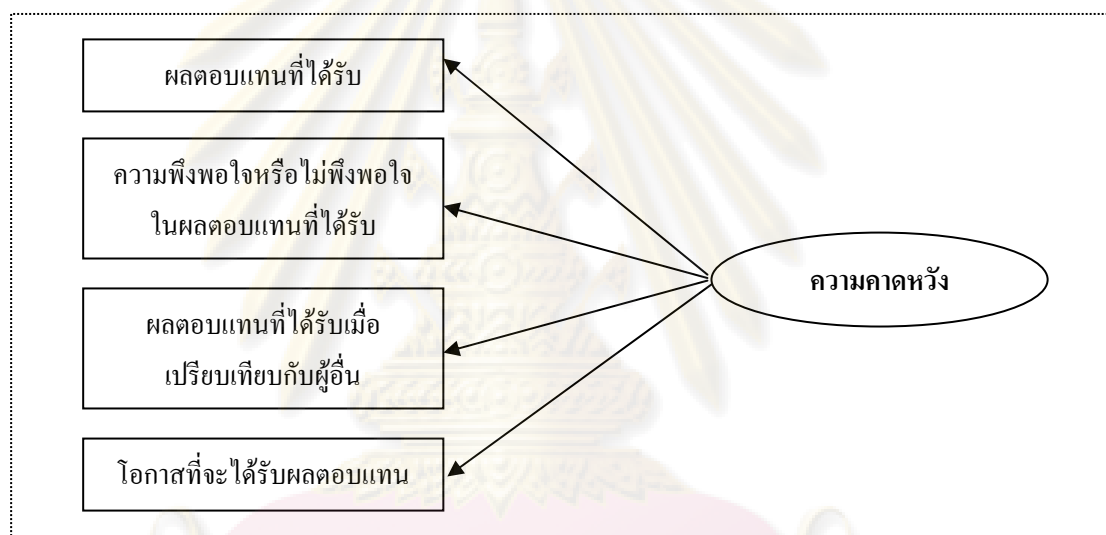 ผลตอบแทนที่ได้รับ
ความพึงพอใจหรือไม่พึงพอใจ
ในผลตอบแทนที่ได้รับ
ความคาดหวัง
ผลตอบแทนที่ได้รับเมื่อ
เปรียบเทียบกับผู้อื่น
โอกาสที่จะได้รับผลตอบแทน